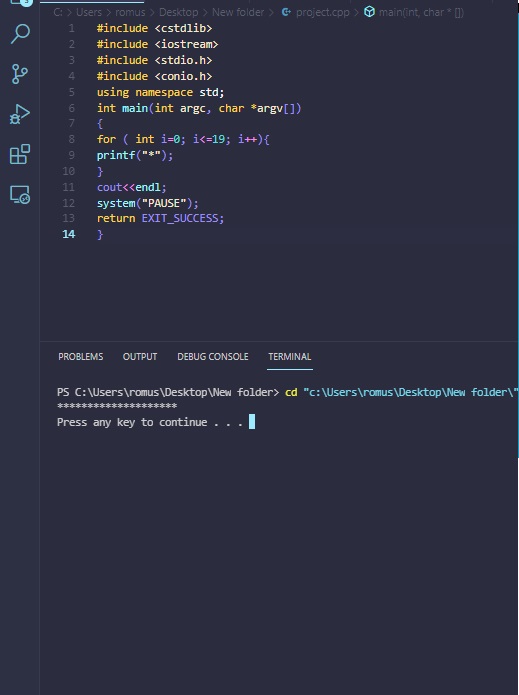 3
C: > Users > romus > Desktop > New folder > project.cpp > main(int, char * [])
1 #include <cstdlib>
2 #include <iostream>
3 #include <stdio.h>
4 #include <conio.h>
5 using namespace std;
6 int main(int argc, char *argv[])
7 {
8 for ( int i=0; i<=19; i++){
9 printf("*");
10 }
11 cout<<endl;
12 system("PAUSE");
13 return EXIT_SUCCESS;
14 }
PROBLEMS OUTPUT DEBUG CONSOLE TERMINAL
PS C:\Users\romus\Desktop\New folder> cd "c:\Users\romus\Desktop\New folder\"
********************
Press any key to continue . . .